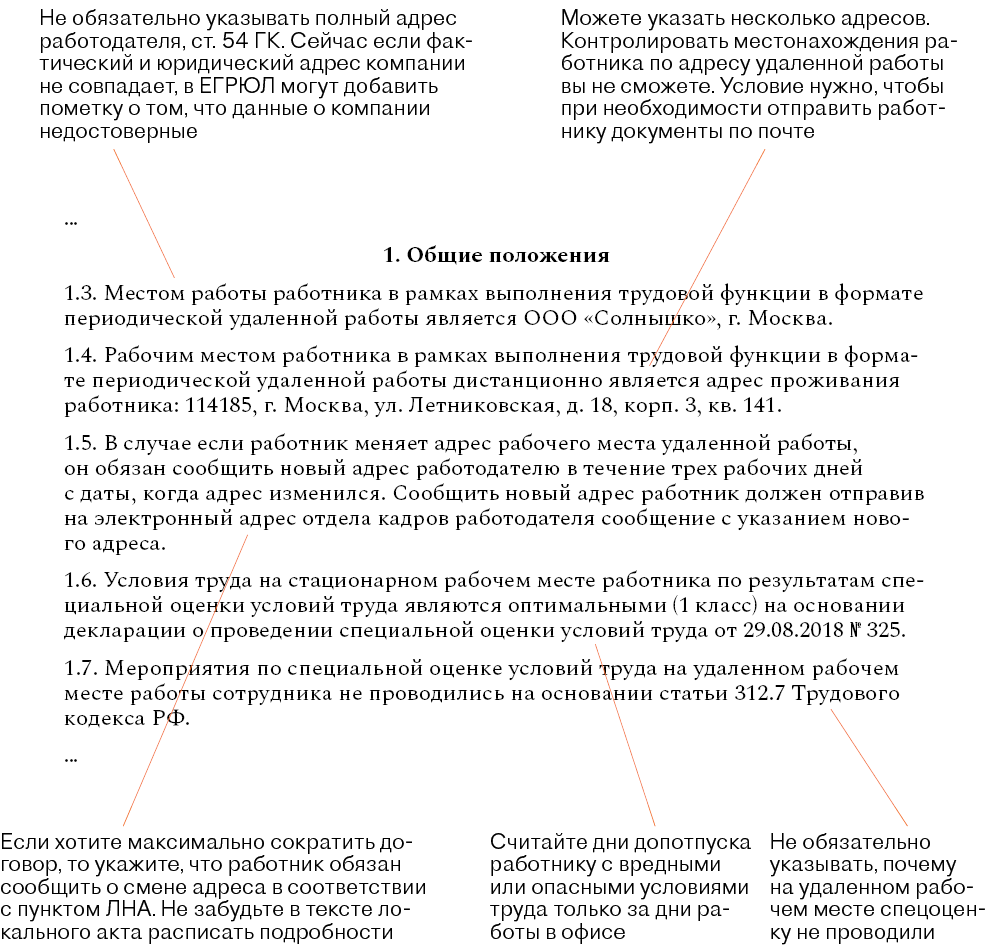 Не обязательно указывать полный адрес
работодателя, ст. 54 ГК. Сейчас если фак-
тический и юридический адрес компании
не совпадает, в ЕГРЮЛ могут добавить
пометку о том, что данные о компании
недостоверные
Можете указать несколько адресов.
Контролировать местонахождения ра-
ботника по адресу удаленной работы
вы не сможете. Условие нужно, чтобы
при необходимости отправить работ-
нику документы по почте
...
1. Общие положения
1.3. Местом работы работника в рамках выполнения трудовой функции в формате
периодической удаленной работы является ООО «Солнышко», г. Москва.
1.4. Рабочим местом работника в рамках выполнения трудовой функции в форма-
те периодической удаленной работы дистанционно является адрес проживания
работника: 114185, г. Москва, ул. Летниковская, д. 18, корп. 3, кв. 141.
1.5. В случае если работник меняет адрес рабочего места удаленной работы,
он обязан сообщить новый адрес работодателю в течение трех рабочих дней
с даты, когда адрес изменился. Сообщить новый адрес работник должен отправив
на электронный адрес отдела кадров работодателя сообщение с указанием ново-
го адреса.
1.6. Условия труда на стационарном рабочем месте работника по результатам спе-
циальной оценки условий труда являются оптимальными (1 класс) на основании
декларации о проведении специальной оценки условий труда от 29.08.2018 № 325.
1.7. Мероприятия по специальной оценке условий труда на удаленном рабочем
месте работы сотрудника не проводились на основании статьи 312.7 Трудового
кодекса РФ.
...
Если хотите максимально сократить до-
говор, то укажите, что работник обязан
сообщить о смене адреса в соответствии
с пунктом ЛНА. Не забудьте в тексте ло-
кального акта расписать подробности
Считайте дни допотпуска
работнику с вредными
или опасными условиями
труда только за дни ра-
боты в офисе
Не обязательно
указывать, почему
на удаленном рабо-
чем месте спецоцен-
ку не проводили